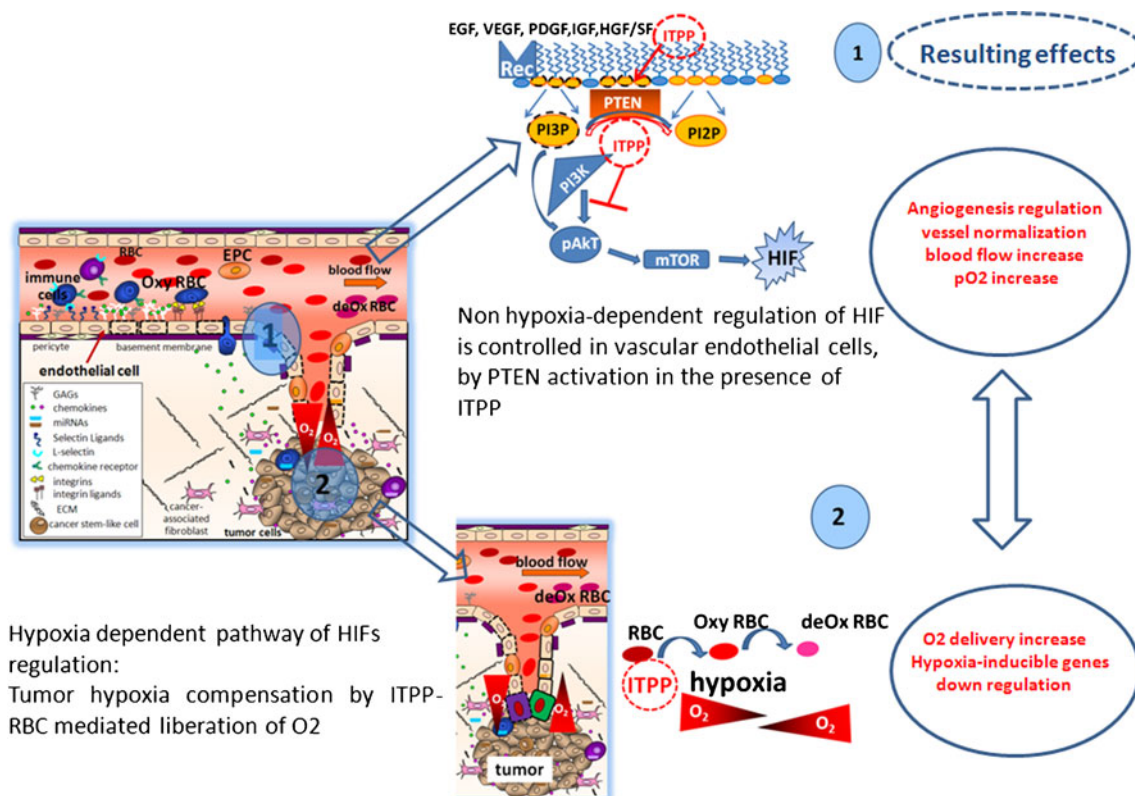 EGF, VEGF, PDGF,IGF,HGF/SF
ITPP
Rec
PTEN
PI3P
ITPP
PI2P
PI3K
pAkT
mTOR
HIF
1
Resulting effects
Angiogenesis regulation
vessel normalization
blood flow increase
pO2 increase
Non hypoxia-dependent regulation of HIF
is controlled in vascular endothelial cells,
by PTEN activation in the presence of
ITPP
RBC
EPC
immune
cells
Oxy RBC
blood flow
deOx RBC
1
pericyte
basement membrane
endothelial cell
GAGs
chemokines
miRNAs
Selectin Ligands
L-selectin
chemokine receptor
integrins
integrin ligands
ECM
cancer stem-like cell
O2
O2
2
cancer-
associated
fibroblast
tumor cells
2
blood flow
deOx RBC
tumor
RBC
Oxy RBC
deOx RBC
ITPP
hypoxia
O2
O2
O2
O2
O2 delivery increase
Hypoxia-inducible genes
down regulation
Hypoxia dependent pathway of HIFs
regulation:
Tumor hypoxia compensation by ITPP-
RBC mediated liberation of O2